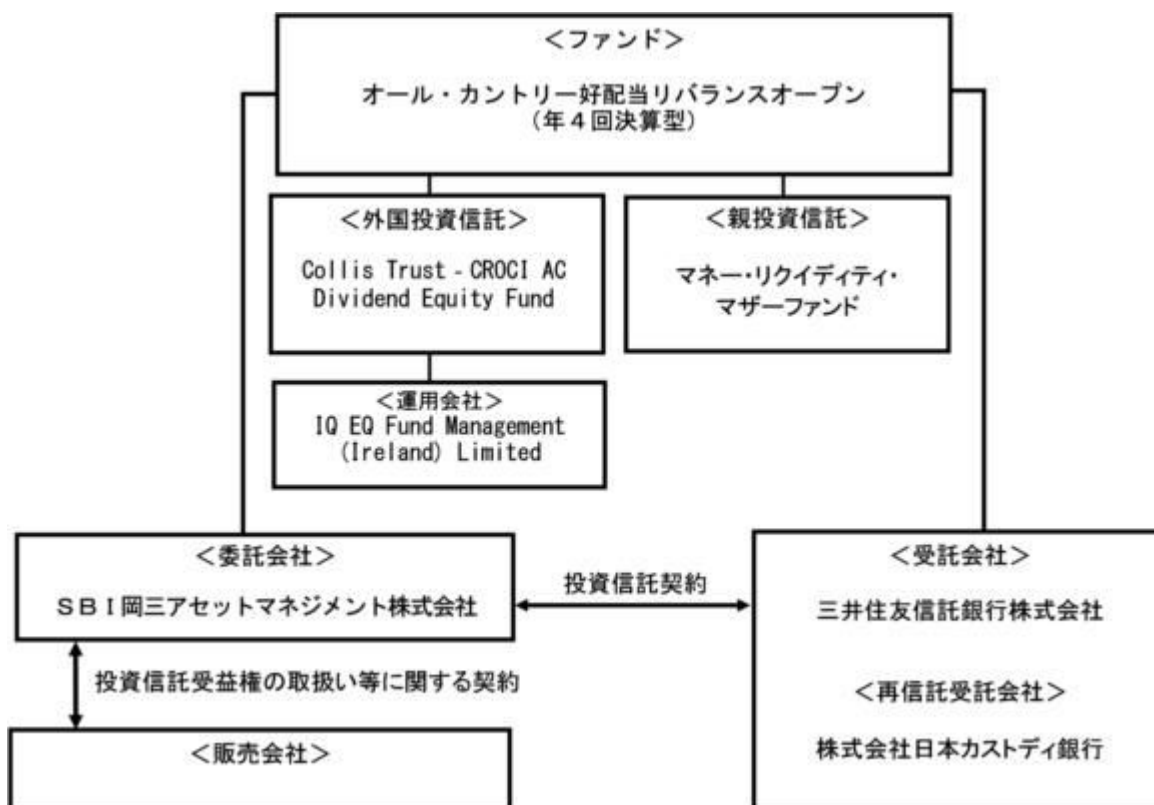 ＜ファンド＞
オール・カントリー好配当リバランスオープン
（年４回決算型）
＜外国投資信託＞
Collis Trust - CROCI AC
Dividend Equity Fund
＜親投資信託＞
マネー・リクイディティ・
マザーファンド
＜運用会社＞
IQ EQ Fund Management
(Ireland) Limited
＜委託会社＞
ＳＢＩ岡三アセットマネジメント株式会社
投資信託契約
＜受託会社＞
三井住友信託銀行株式会社
＜再信託受託会社＞
株式会社日本カストディ銀行
投資信託受益権の取扱い等に関する契約
＜販売会社＞